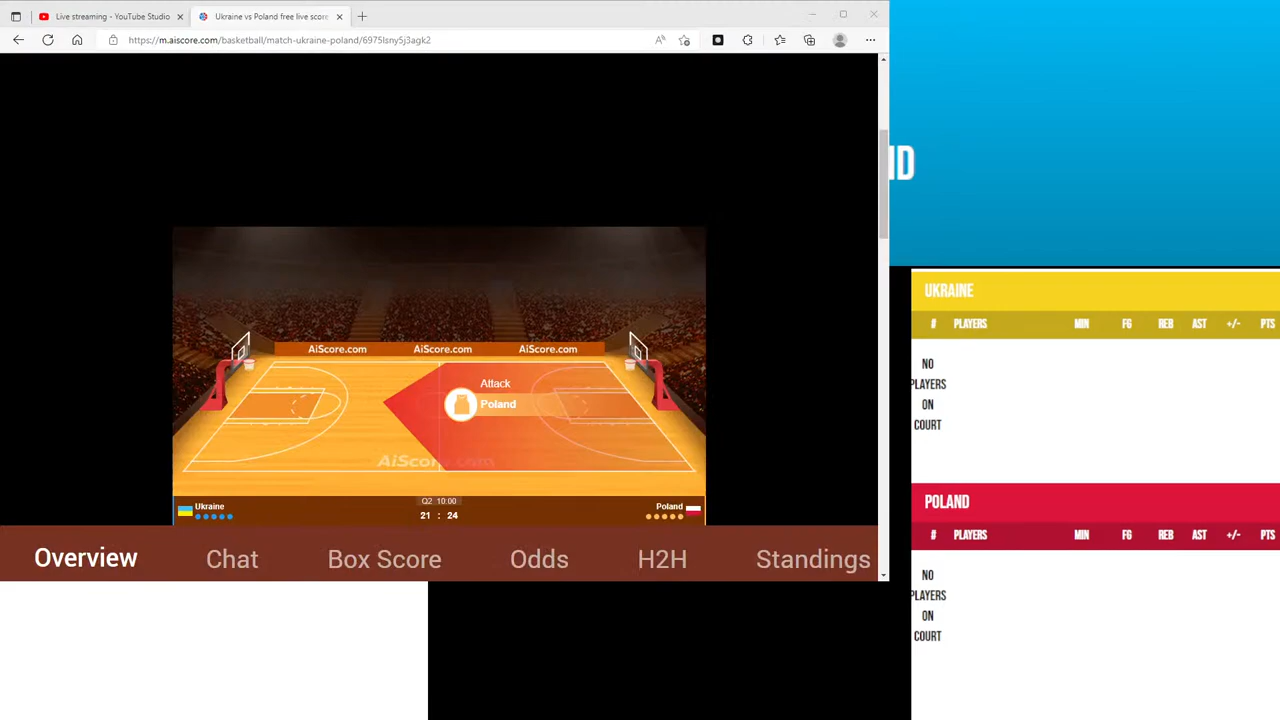 Live streaming - YouTube Studio
Ukraine vs Poland free live score
https://m.aiscore.com/basketball/match-ukraine-poland/6975lsny5j3agk2
ND
AiScore.com AiScore.com AiScore.com
Attack
Poland
AiScore.com
Q2 10:00
Ukraine 21 : 24 Poland
Overview Chat Box Score Odds H2H Standings
UKRAINE
# PLAYERS MIN FG REB AST +/- PTS
NO
PLAYERS
ON
COURT
POLAND
# PLAYERS MIN FG REB AST +/- PTS
NO
PLAYERS
ON
COURT